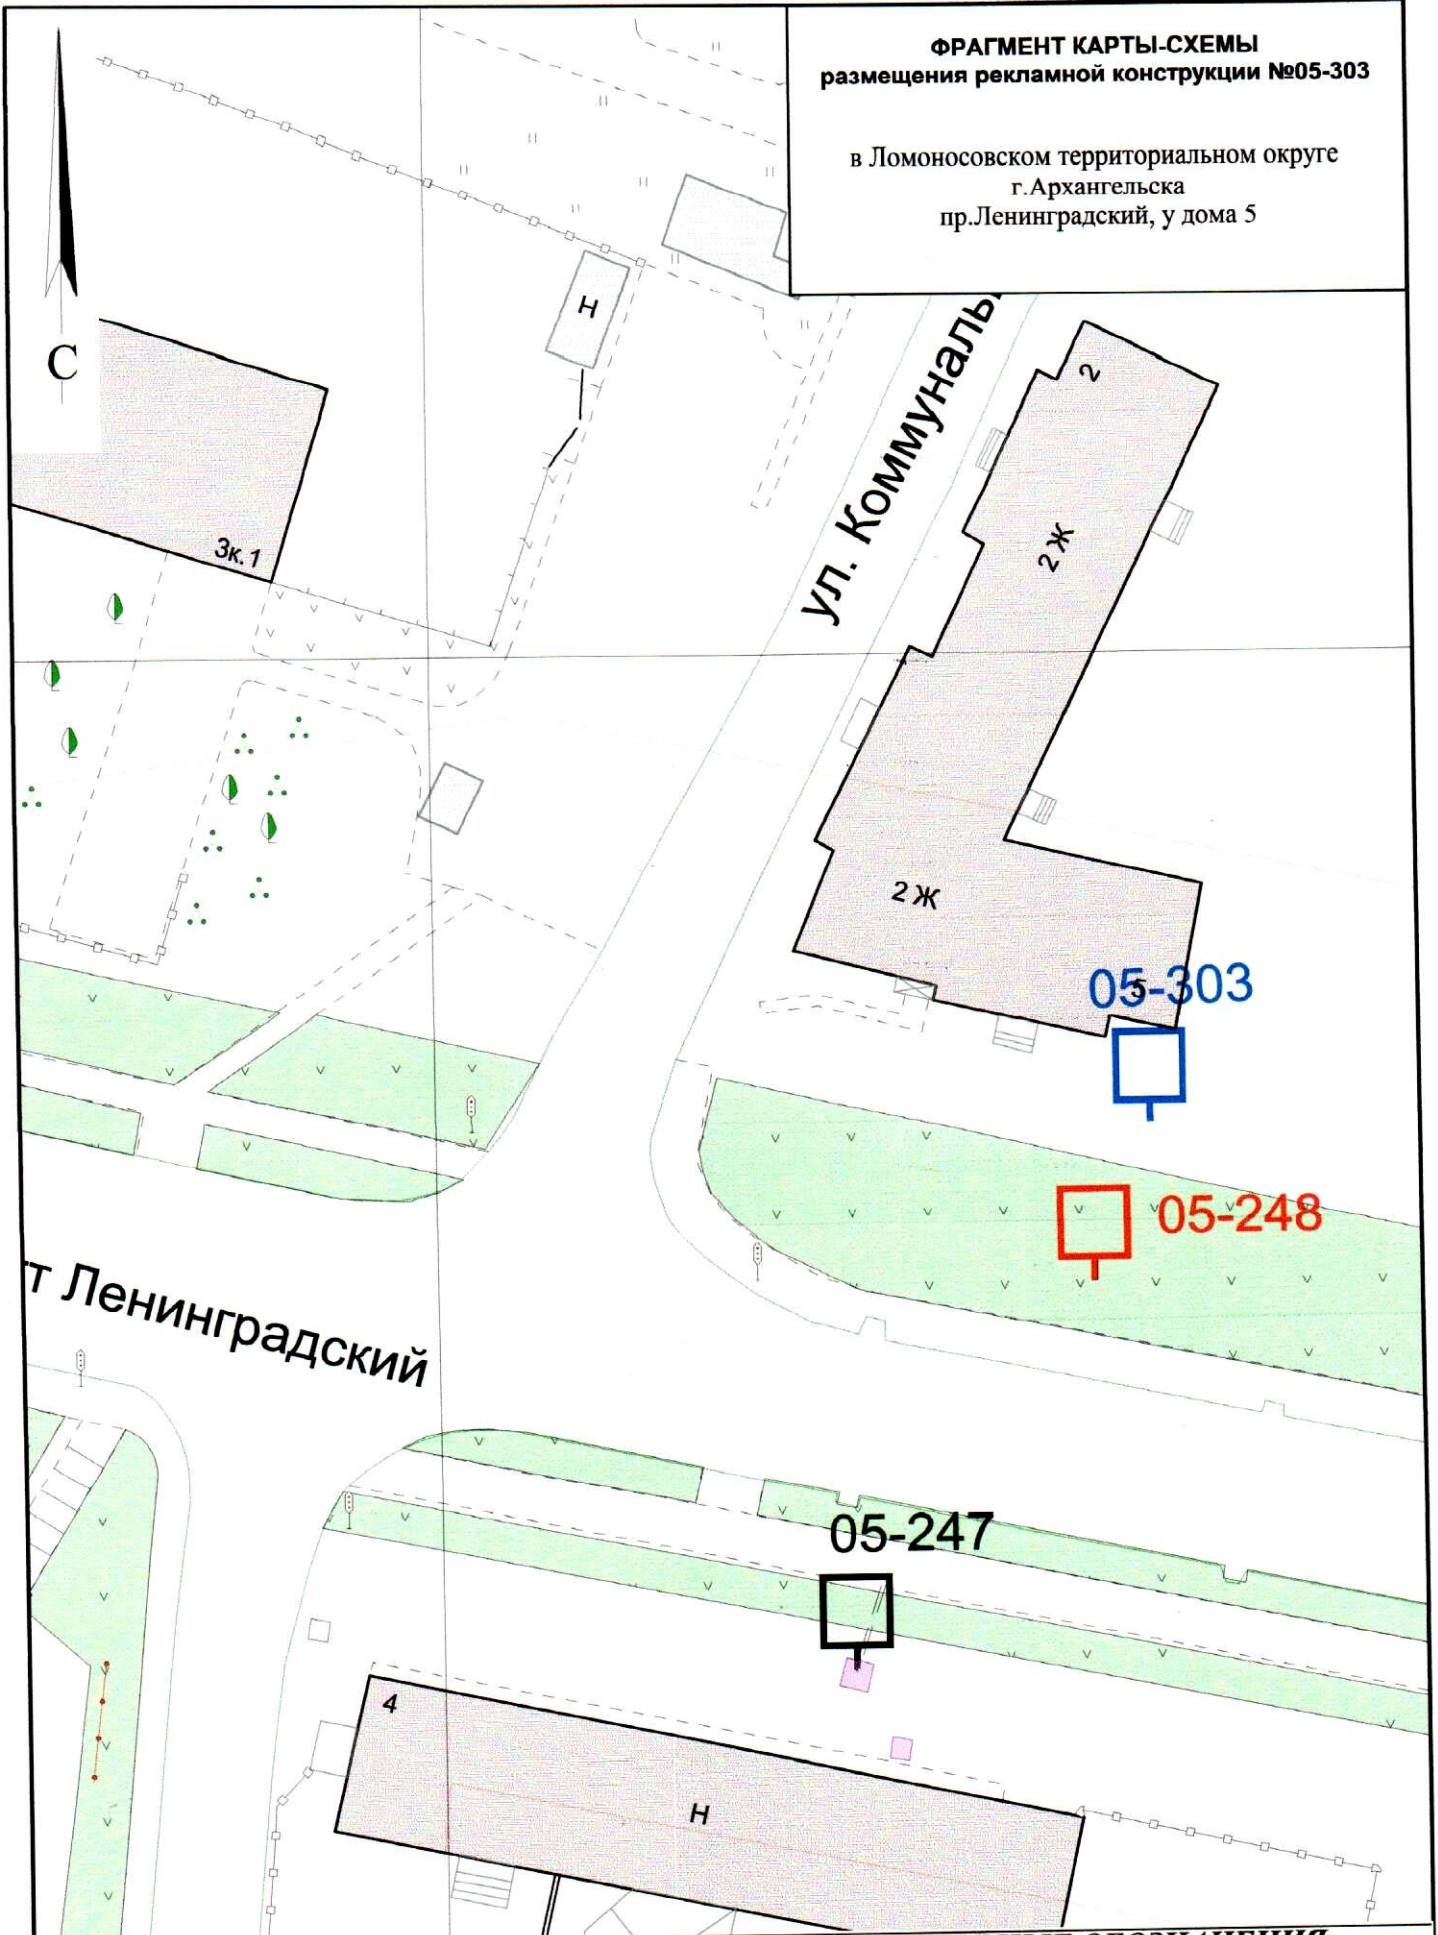 ФРАГМЕНТ КАРТЫ-СХЕМЫ
размещения рекламной конструкции №05-303
в Ломоносовском территориальном округе
г.Архангельска
пр.Ленинградский, у дома 5
С
Н
2
ул. Коммуналь
3к.1
2 Ж
2 Ж
05-303
5
05-248
т Ленинградский
05-247
4
Н